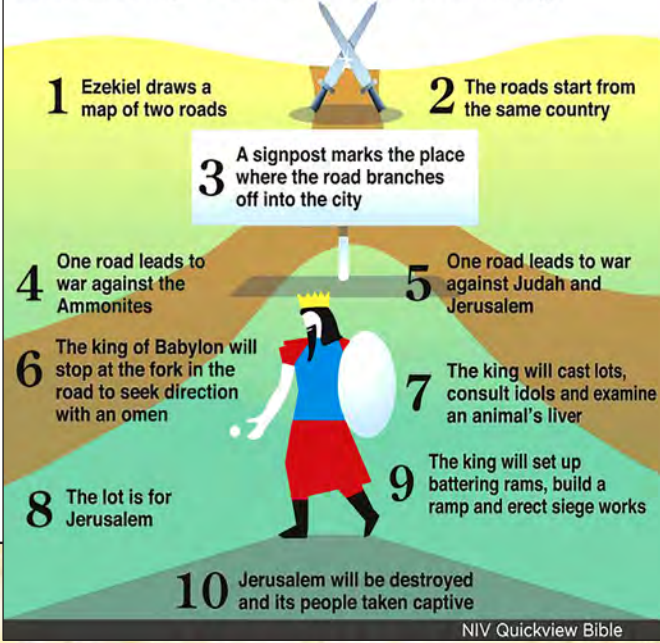 1 Ezekiel draws a
map of two roads
2 The roads start from
the same country
3 A signpost marks the place
where the road branches
off into the city
4 One road leads to
war against the
Ammonites
5 One road leads to war
against Judah and
Jerusalem
6 The king of Babylon will
stop at the fork in the
road to seek direction
with an omen
7 The king will cast lots,
consult idols and examine
an animal's liver
8 The lot is for
Jerusalem
9 The king will set up
battering rams, build a
ramp and erect siege works
10 Jerusalem will be destroyed
and its people taken captive
NIV Quickview Bible